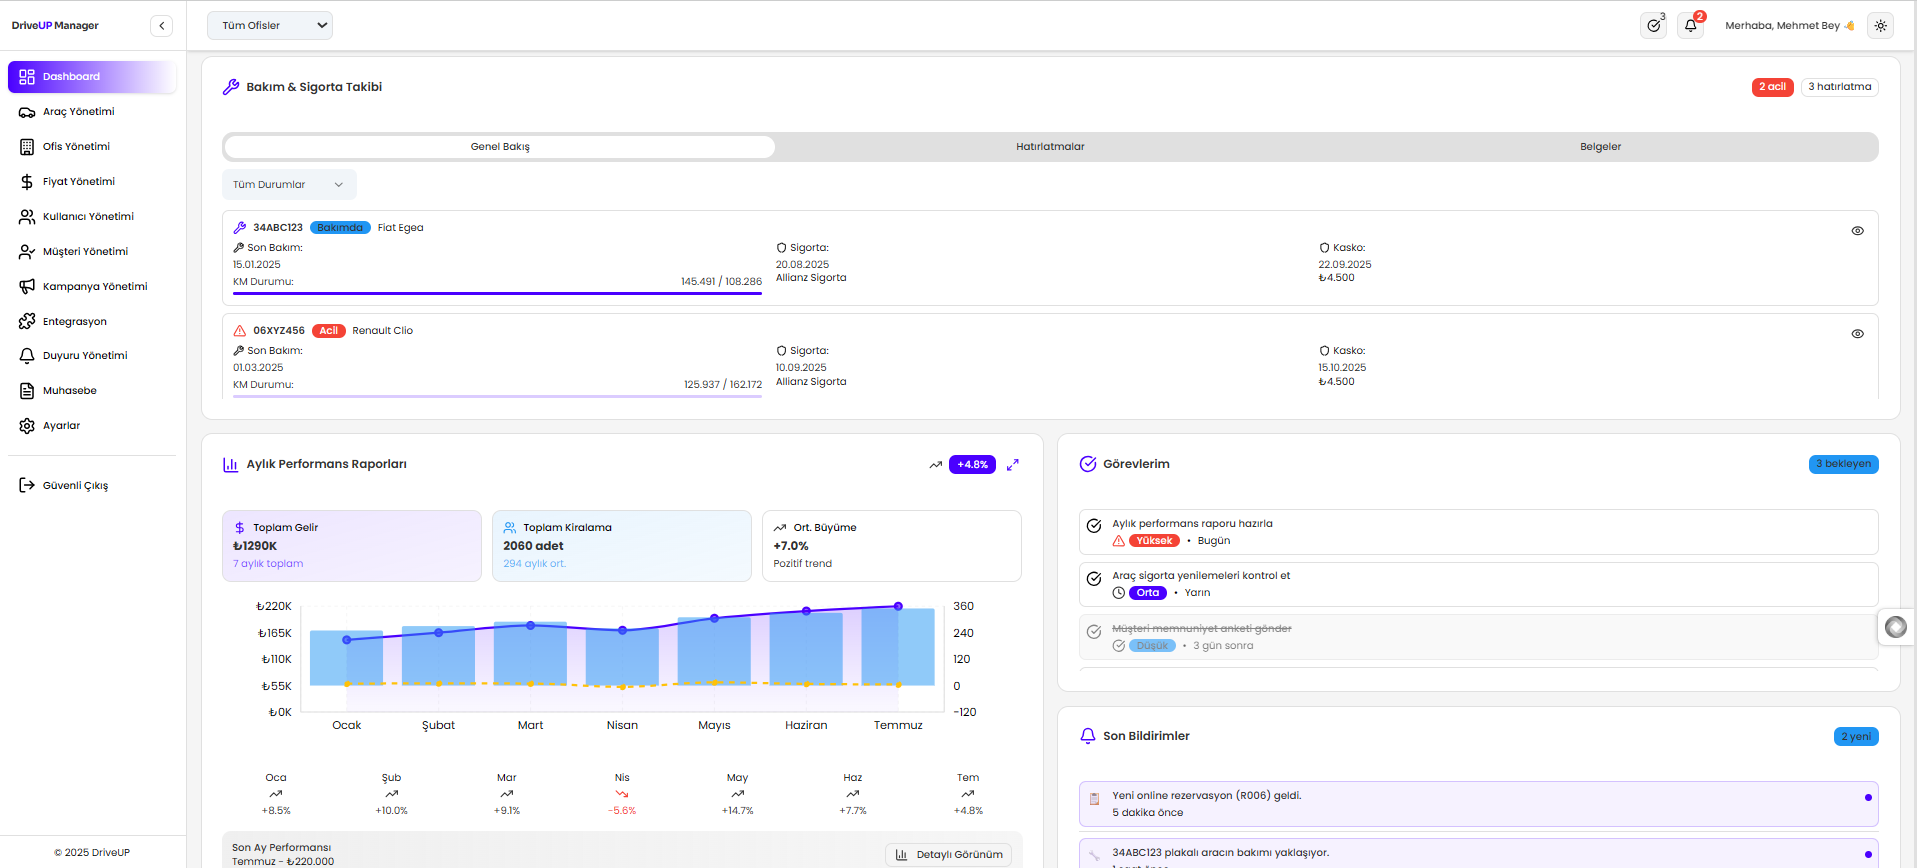 DriveUP Manager
Tüm Ofisler
3
2
Merhaba, Mehmet Bey
Dashboard
Araç Yönetimi
Ofis Yönetimi
Fiyat Yönetimi
Kullanıcı Yönetimi
Müşteri Yönetimi
Kampanya Yönetimi
Entegrasyon
Duyuru Yönetimi
Muhasebe
Ayarlar
Güvenli Çıkış
© 2025 DriveUP
Bakım & Sigorta Takibi
2 acil
3 hatırlatma
Genel Bakış
Hatırlatmalar
Belgeler
Tüm Durumlar
34ABC123 Bakımda Fiat Egea
Son Bakım:
15.01.2025
KM Durumu: 145.491 / 108.286
Sigorta:
20.08.2025
Allianz Sigorta
Kasko:
22.09.2025
₺4.500
06XYZ456 Acil Renault Clio
Son Bakım:
01.03.2025
KM Durumu: 125.937 / 162.172
Sigorta:
10.09.2025
Allianz Sigorta
Kasko:
15.10.2025
₺4.500
Aylık Performans Raporları
+4.8%
Toplam Gelir
₺1290K
7 aylık toplam
Toplam Kiralama
2060 adet
294 aylık ort.
Ort. Büyüme
+7.0%
Pozitif trend
₺220K
₺165K
₺110K
₺55K
₺0K
360
240
120
0
-120
Ocak Şubat Mart Nisan Mayıs Haziran Temmuz
Oca Şub Mar Nis May Haz Tem
+8.5% +10.0% +9.1% -5.6% +14.7% +7.7% +4.8%
Son Ay Performansı
Temmuz - ₺220.000
Detaylı Görünüm
Görevlerim
3 bekleyen
Aylık performans raporu hazırla
Yüksek • Bugün
Araç sigorta yenilemeleri kontrol et
Orta • Yarın
Müşteri memnuniyet anketi gönder
Düşük • 3 gün sonra
Son Bildirimler
2 yeni
Yeni online rezervasyon (R006) geldi.
5 dakika önce
34ABC123 plakalı aracın bakımı yaklaşıyor.